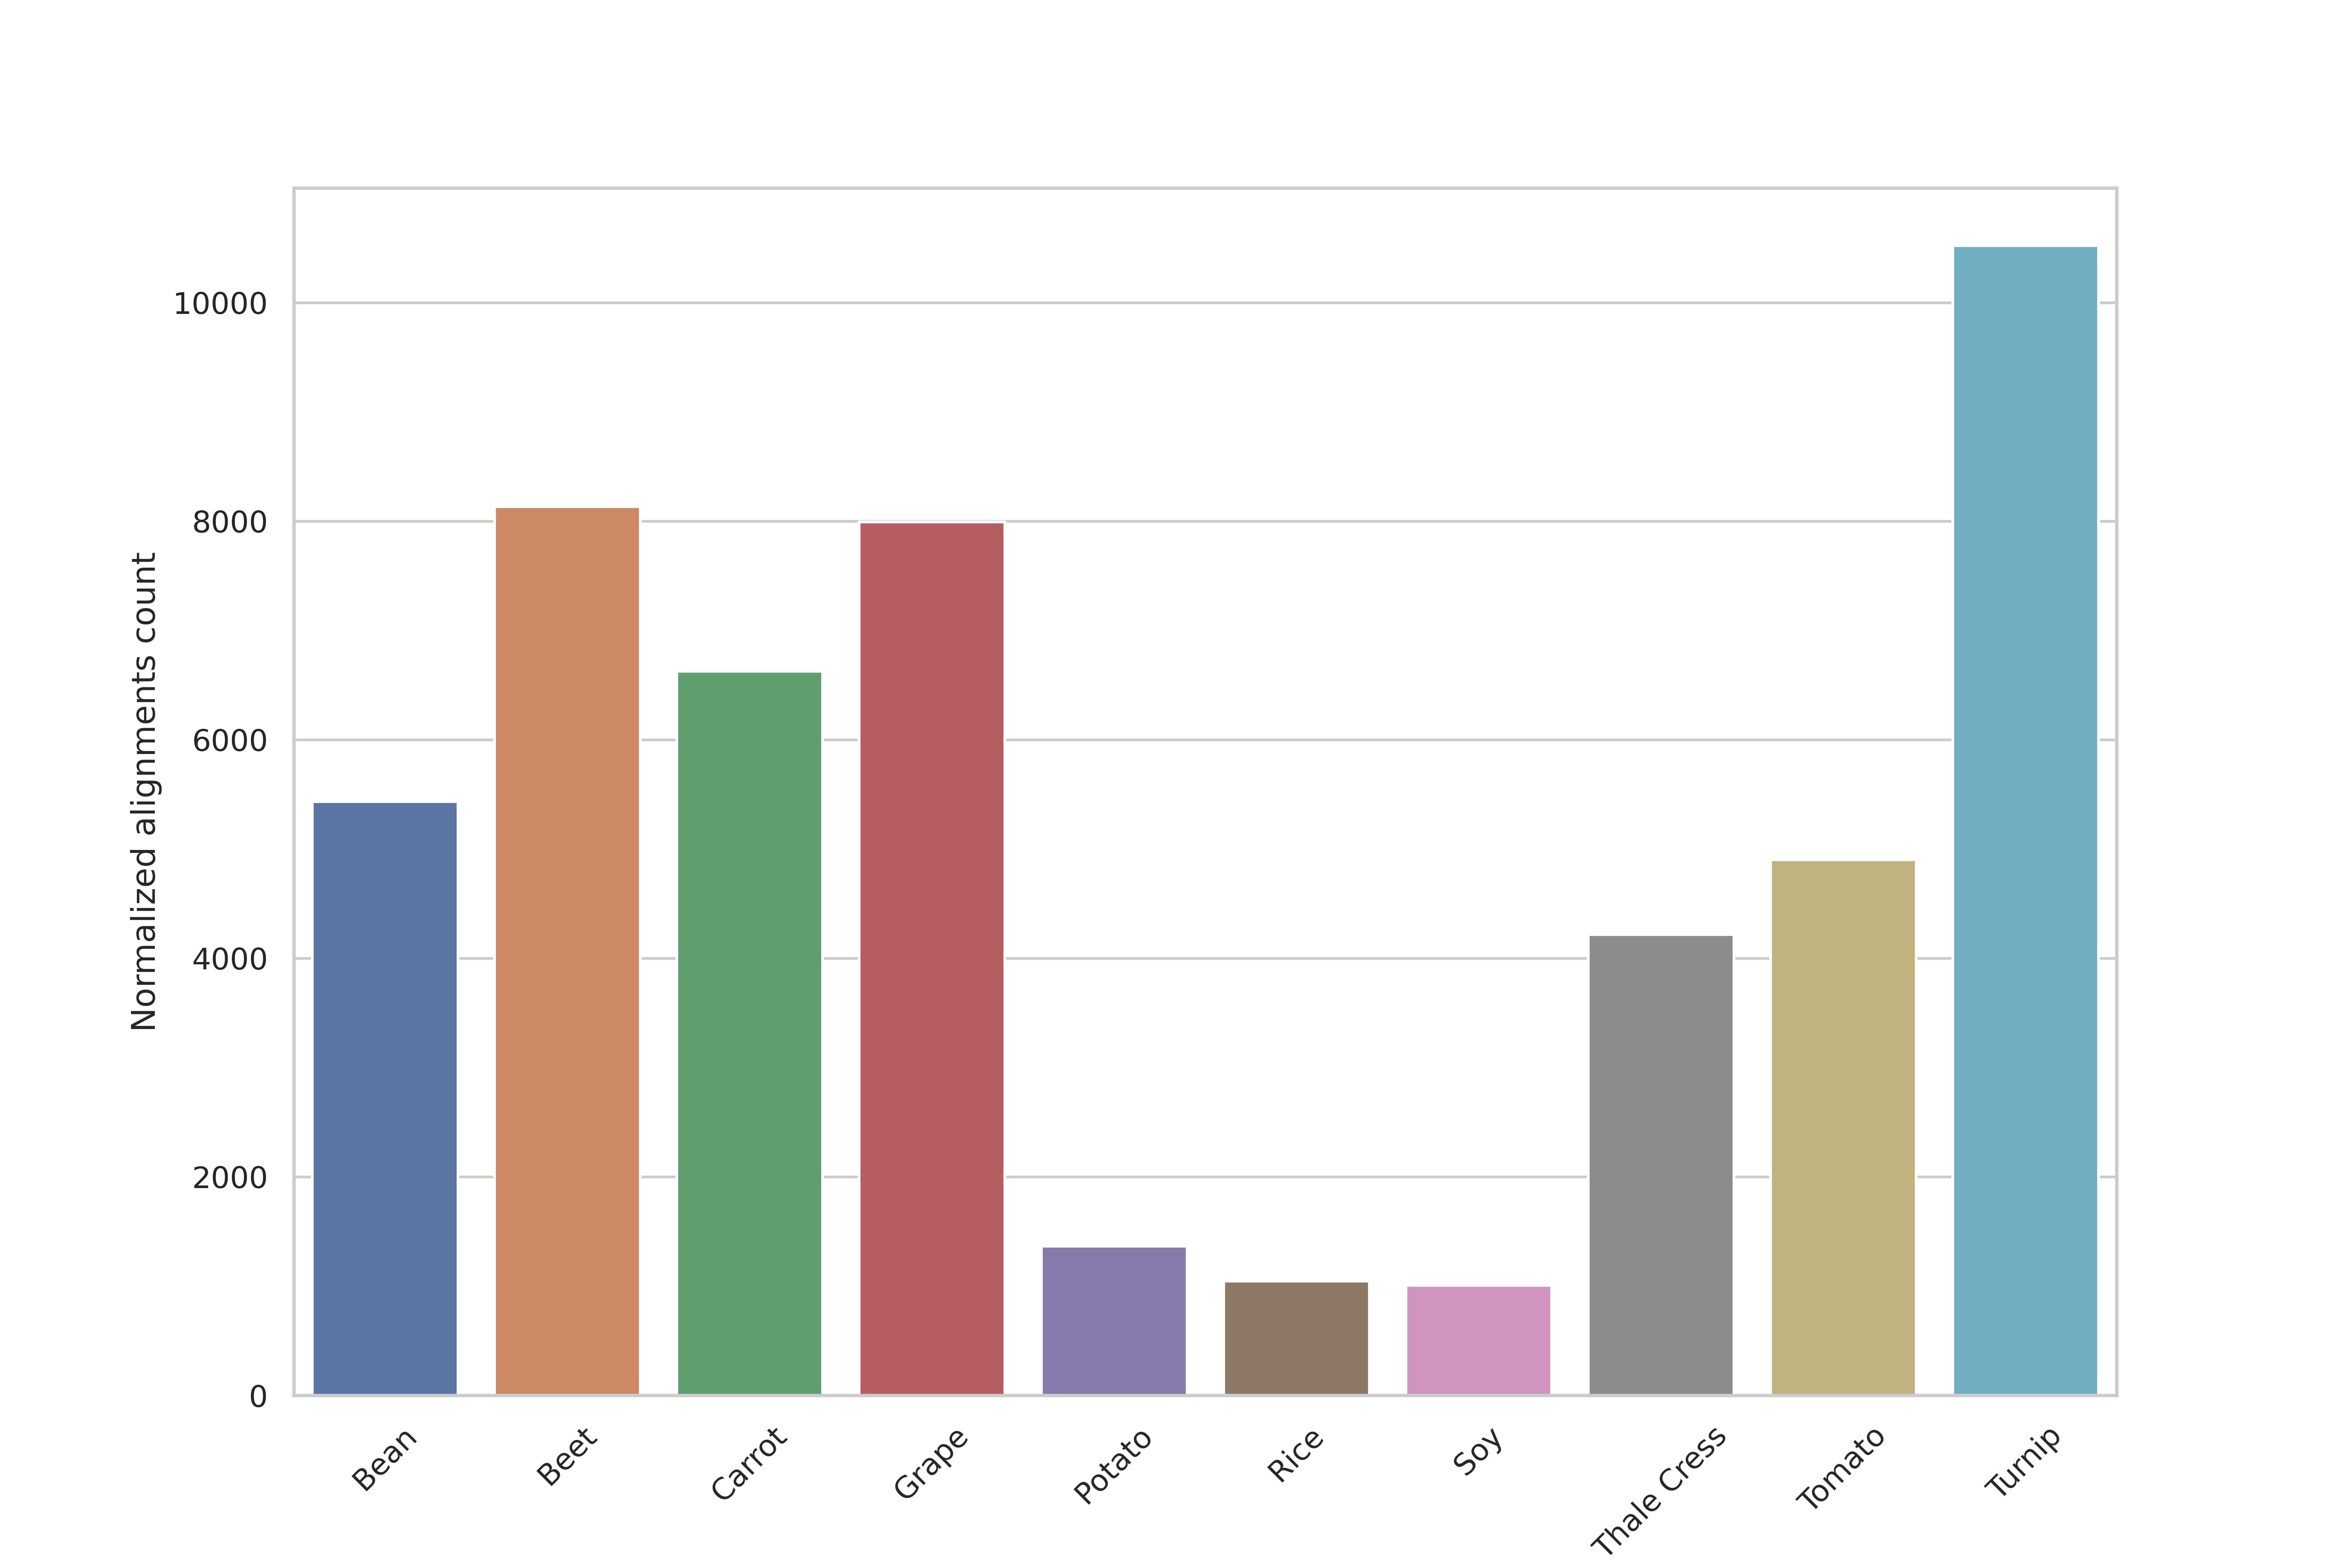 Normalized alignments count
10000
8000
6000
4000
2000
0
Bean
Beet
Carrot
Grape
Potato
Rice
Soy
Thale Cress
Tomato
Turnip